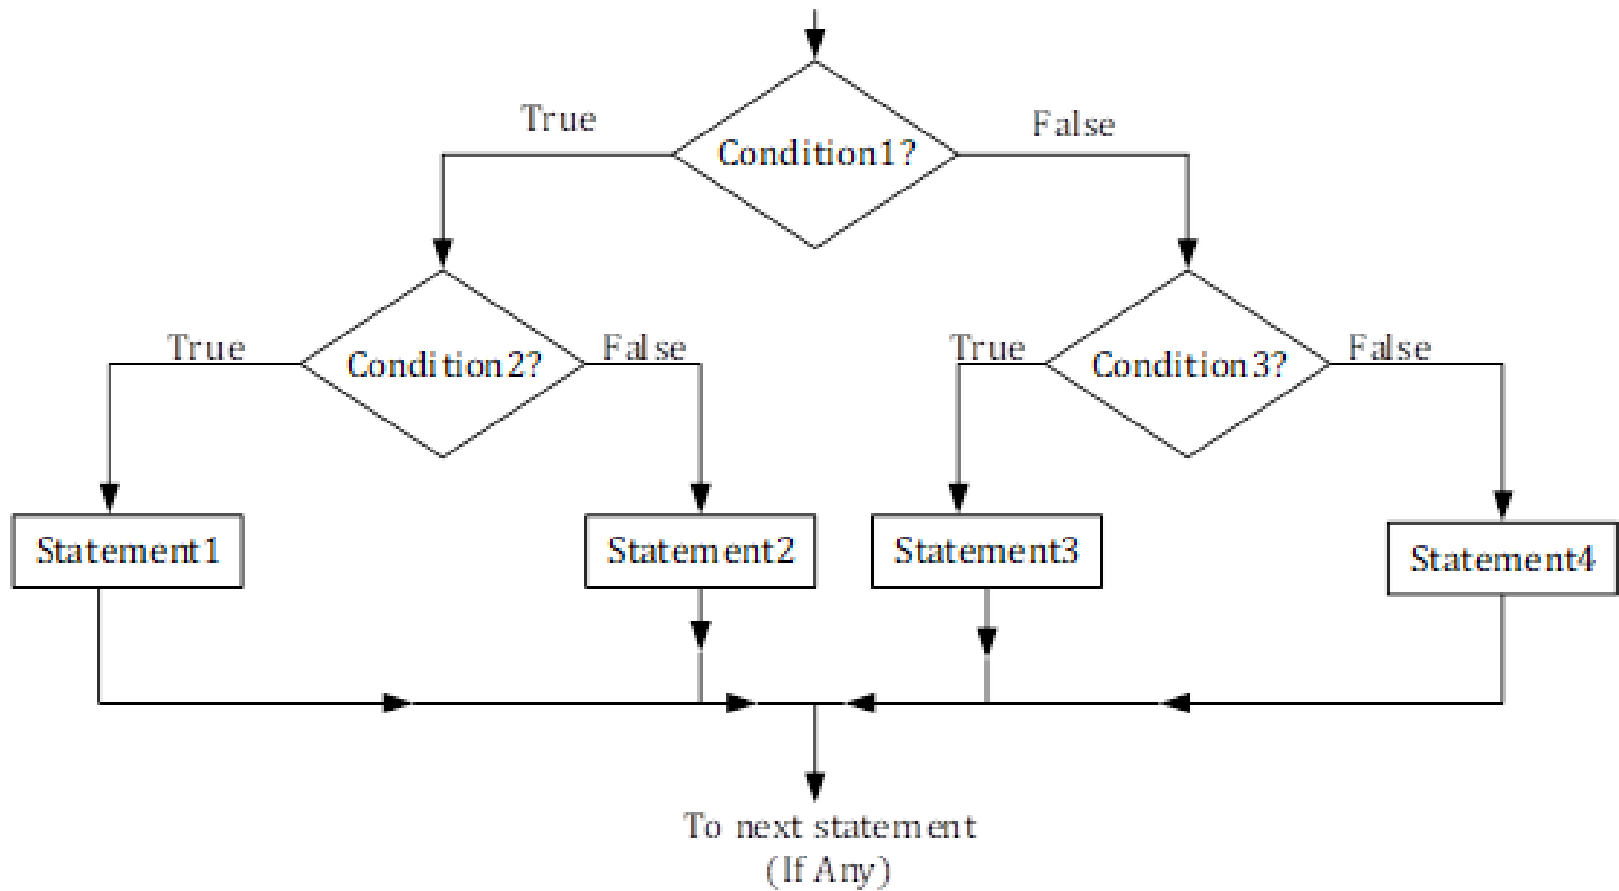 True
Condition1?
False
True
Condition2?
False
True
Condition3?
False
Statement1
Statement2
Statement3
Statement4
To next statement
(If Any)